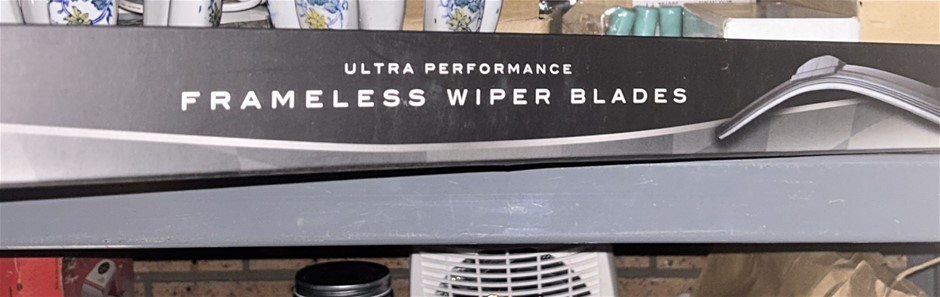 ULTRA PERFORMANCE
FRAMELESS WIPER BLADES